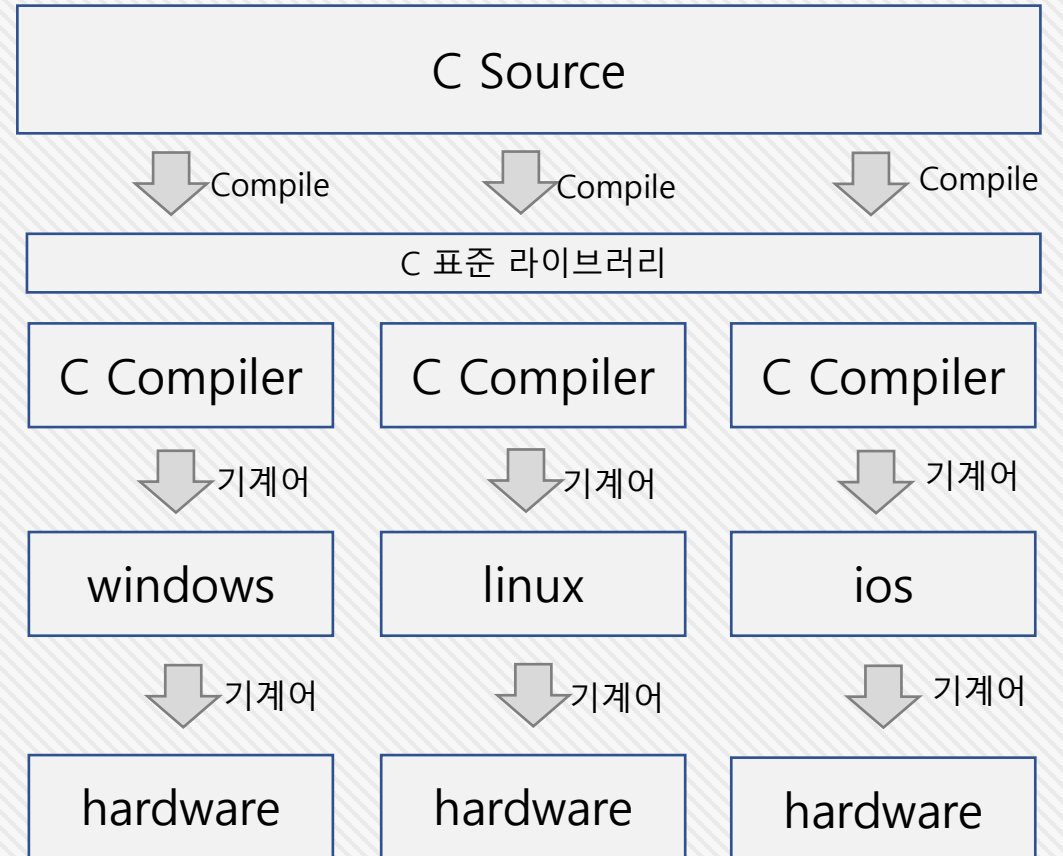 C Source
Compile Compile Compile
C 표준 라이브러리
C Compiler C Compiler C Compiler
기계어 기계어 기계어
windows linux ios
기계어 기계어 기계어
hardware hardware hardware